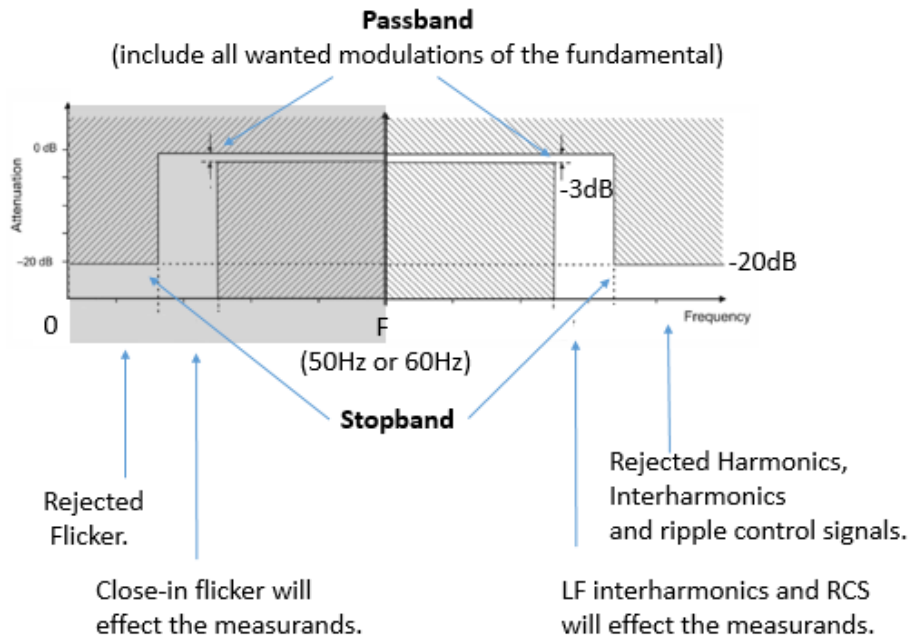 Passband
(include all wanted modulations of the fundamental)
0 dB
Attenuation
-3dB
-20 dB
-20dB
0
F
Frequency
(50Hz or 60Hz)
Stopband
Rejected
Flicker.
Rejected Harmonics,
Interharmonics
and ripple control signals.
Close-in flicker will
effect the measurands.
LF interharmonics and RCS
will effect the measurands.